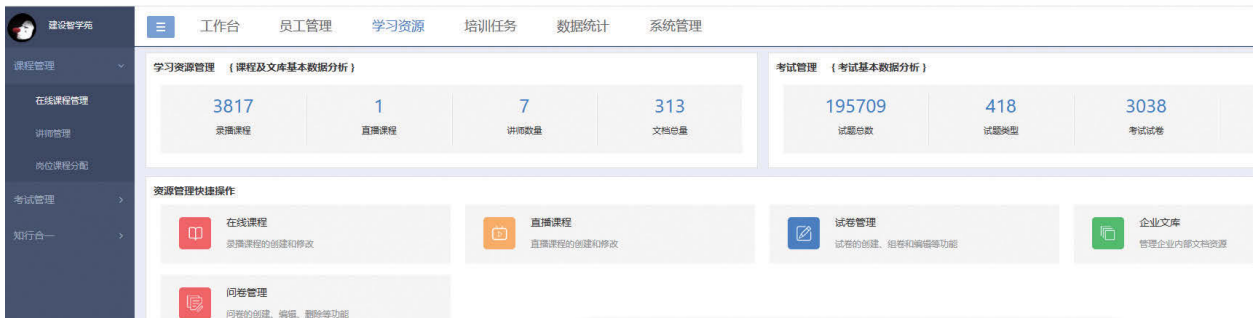 建设智学苑
工作台 员工管理 学习资源 培训任务 数据统计 系统管理
课程管理
在线课程管理
讲师管理
岗位课程分配
考试管理
知行合一
学习资源管理 {课程及文库基本数据分析}
3817 1 7 313
录播课程 直播课程 讲师数量 文档总量
考试管理 {考试基本数据分析}
195709 418 3038
试题总数 试题类型 考试试卷
资源管理快捷操作
在线课程
录播课程的创建和修改
直播课程
直播课程的创建和修改
试卷管理
试卷的创建、组卷和编辑等功能
企业文库
管理企业内部文档资源
问卷管理
问卷的创建、编辑、删除等功能